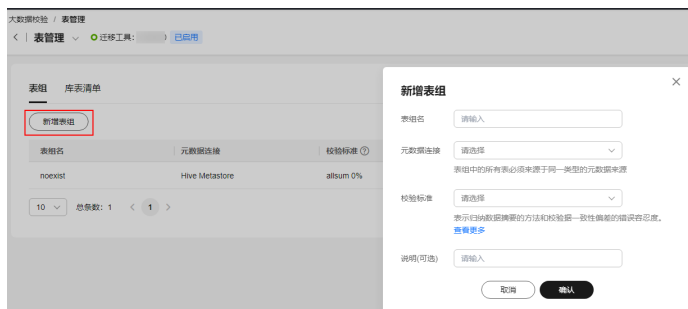 大数据校验 / 表管理
表管理 迁移工具: 已启用
表组 库表清单
新增表组
表组名 元数据连接 校验标准
noexist Hive Metastore allsum 0%
10 总条数: 1 < 1 >
新增表组
表组名 请输入
元数据连接 请选择
表组中的所有表必须来源于同一类型的元数据来源
校验标准 请选择
表示归纳数据摘要的方法和校验据一致性偏差的错误容忍度。
查看更多
说明(可选) 请输入
取消 确认